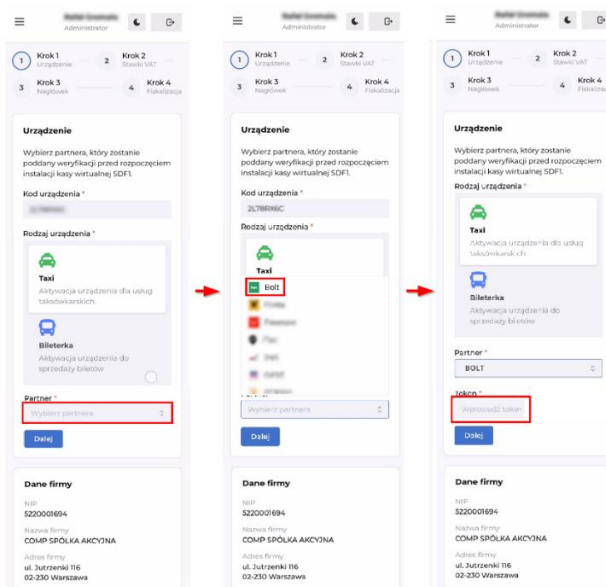 Administrator
1 Krok 1 Urządzenie
2 Krok 2 Stawki VAT
3 Krok 3 Nagłówek
4 Krok 4 Fiskalizacja
Urządzenie
Wybierz partnera, który zostanie
poddany weryfikacji przed rozpoczęciem
instalacji kasy wirtualnej SDF1.
Kod urządzenia *
Rodzaj urządzenia *
Taxi
Aktywacja urządzenia dla usług
taksówkarskich.
Bileterka
Aktywacja urządzenia do
sprzedaży biletów
Partner *
Wybierz partnera
Dalej
Dane firmy
NIP
5220001694
Nazwa firmy
COMP SPÓŁKA AKCYJNA
Adres firmy
ul. Jutrzenki 116
02-230 Warszawa
Administrator
1 Krok 1 Urządzenie
2 Krok 2 Stawki VAT
3 Krok 3 Nagłówek
4 Krok 4 Fiskalizacja
Urządzenie
Wybierz partnera, który zostanie
poddany weryfikacji przed rozpoczęciem
instalacji kasy wirtualnej SDF1.
Kod urządzenia *
Rodzaj urządzenia *
Taxi
Bolt
Wybierz partnera
Dalej
Dane firmy
NIP
5220001694
Nazwa firmy
COMP SPÓŁKA AKCYJNA
Adres firmy
ul. Jutrzenki 116
02-230 Warszawa
Administrator
1 Krok 1 Urządzenie
2 Krok 2 Stawki VAT
3 Krok 3 Nagłówek
4 Krok 4 Fiskalizacja
Urządzenie
Wybierz partnera, który zostanie
poddany weryfikacji przed rozpoczęciem
instalacji kasy wirtualnej SDF1.
Rodzaj urządzenia *
Taxi
Aktywacja urządzenia dla usług
taksówkarskich.
Bileterka
Aktywacja urządzenia do
sprzedaży biletów
Partner *
BOLT
Token *
Wprowadź token
Dalej
Dane firmy
NIP
5220001694
Nazwa firmy
COMP SPÓŁKA AKCYJNA
Adres firmy
ul. Jutrzenki 116
02-230 Warszawa